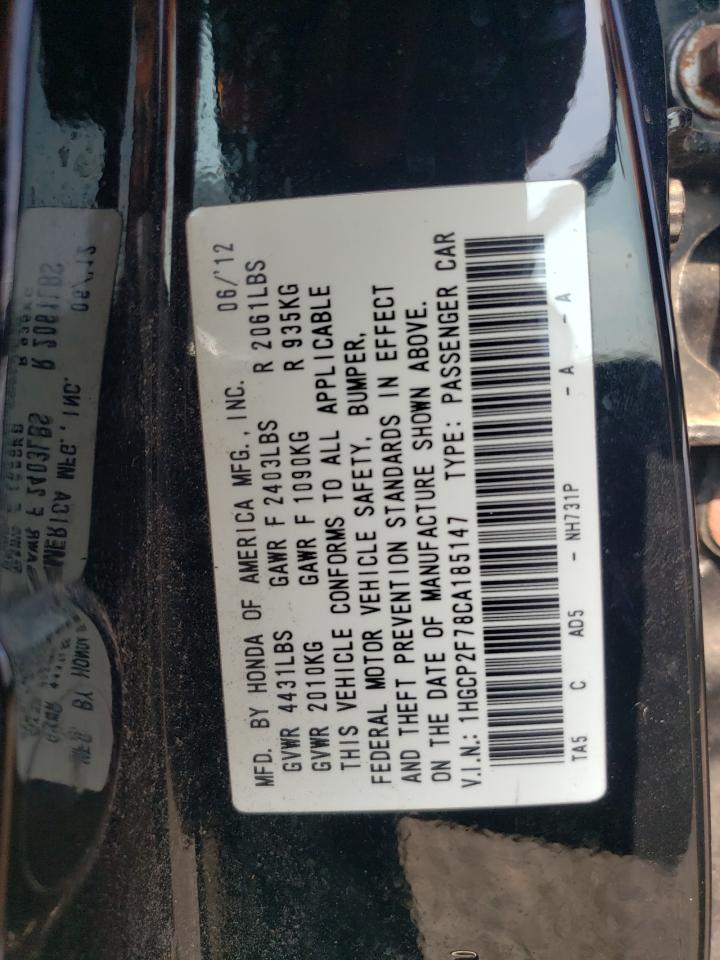 06/'12
MFD. BY HONDA OF AMERICA MFG., INC.
GVWR 4431LBS GAWR F 2403LBS R 2061LBS
GVWR 2010KG GAWR F 1090KG R 935KG
THIS VEHICLE CONFORMS TO ALL APPLICABLE
FEDERAL MOTOR VEHICLE SAFETY, BUMPER,
AND THEFT PREVENTION STANDARDS IN EFFECT
ON THE DATE OF MANUFACTURE SHOWN ABOVE.
V.I.N.: 1HGCP2F78CA185147 TYPE: PASSENGER CAR
TA5 C AD5 - NH731P - A - A